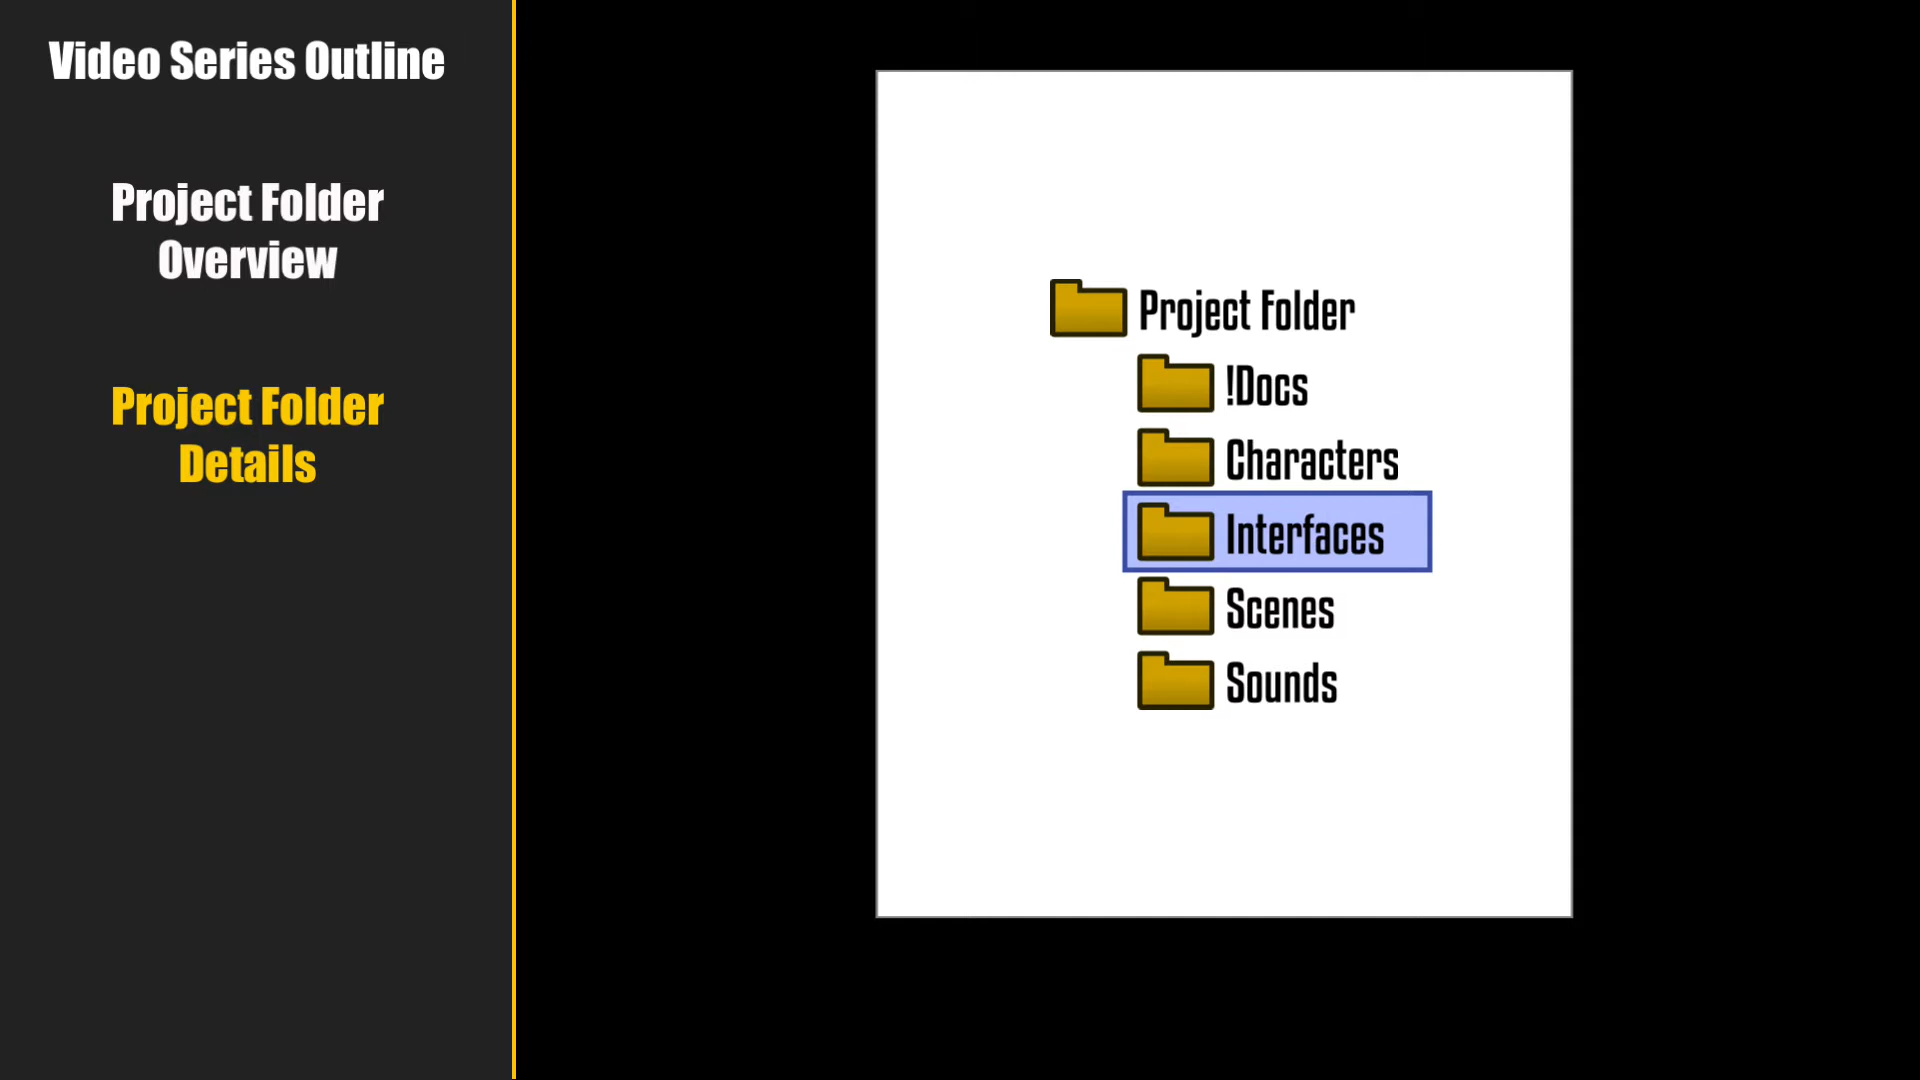 Video Series Outline
Project Folder
Overview
Project Folder
Details
Project Folder
!Docs
Characters
Interfaces
Scenes
Sounds